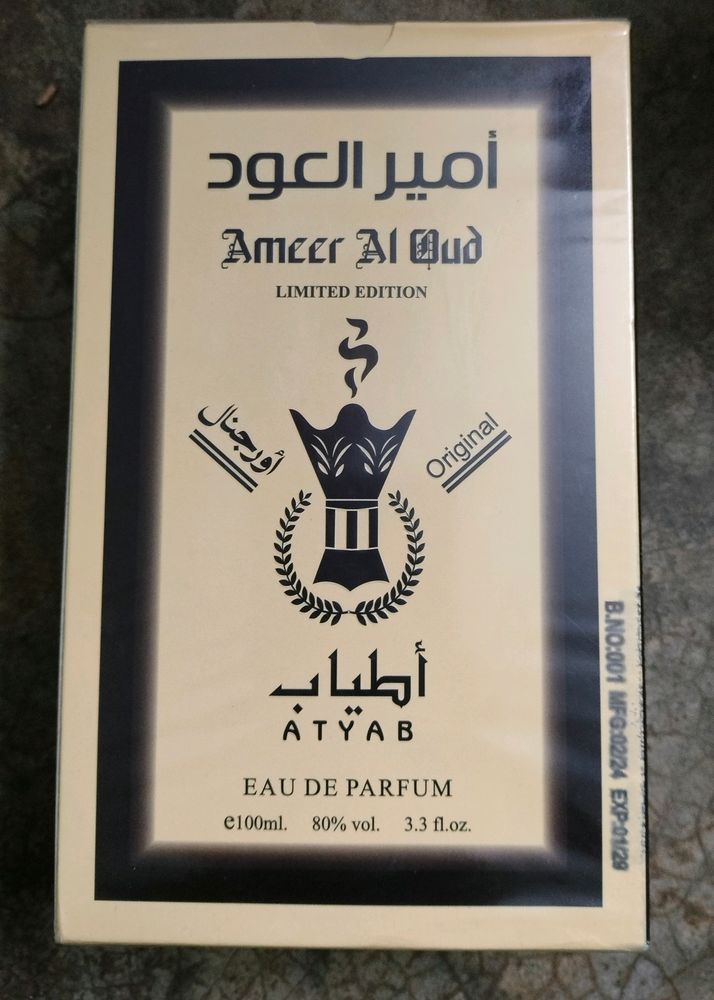 أمير العود
Ameer Al Oud
LIMITED EDITION
أورجنال
Original
أطياب
ATYAB
EAU DE PARFUM
℮100ml. 80% vol. 3.3 fl.oz.
B.NO:001 MFG:02/24 EXP:01/29